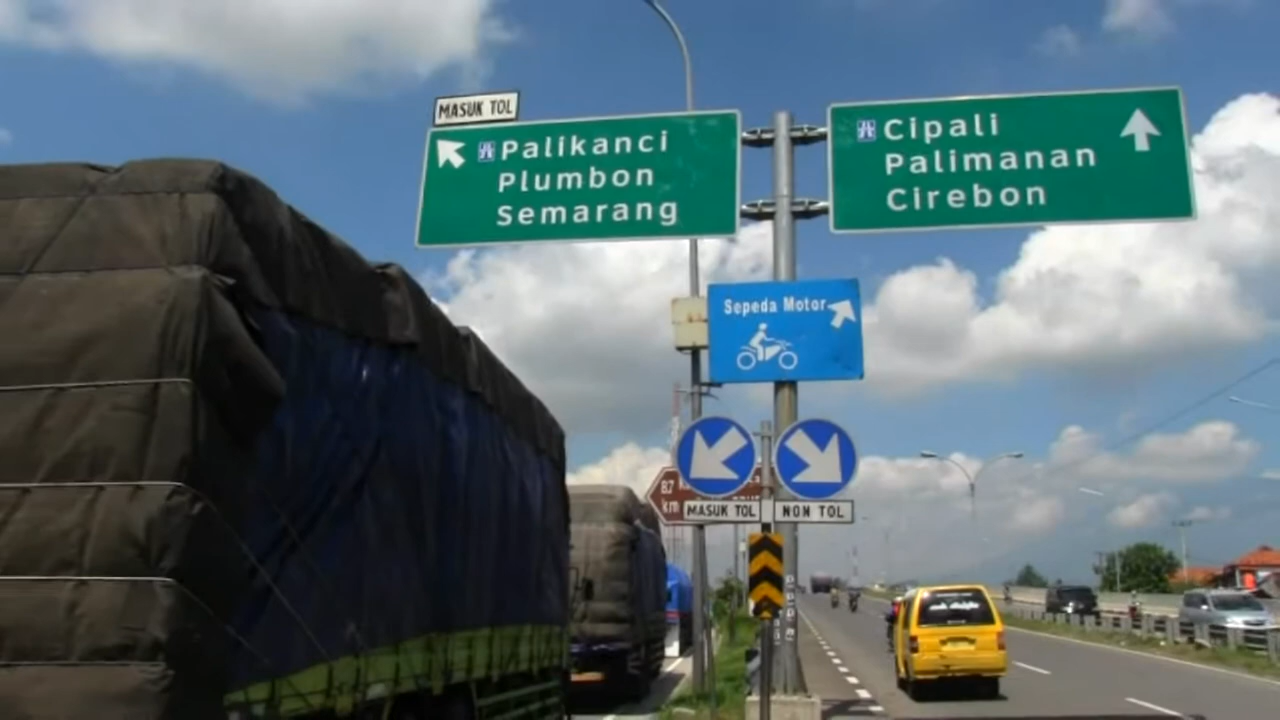 MASUK TOL
Palikanci
Plumbon
Semarang
Cipali
Palimanan
Cirebon
Sepeda Motor
87
km
MASUK TOL
NON TOL